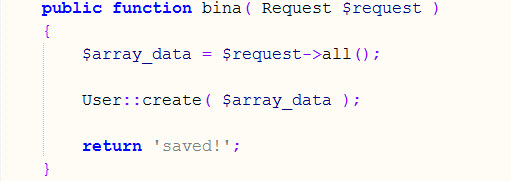 public function bina( Request $request )
{
$array_data = $request->all();
User::create( $array_data );
return 'saved!';
}